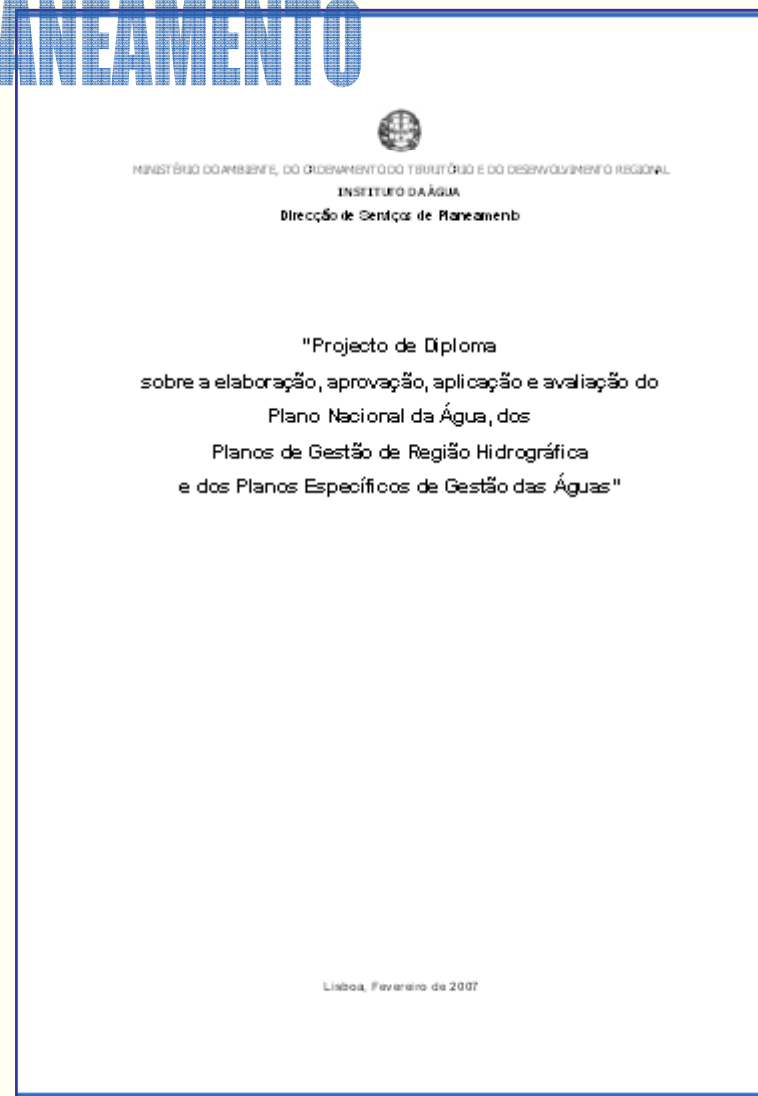 ANEAMENTO
MINISTÉRIO DO AMBIENTE, DO ORDENAMENTO DO TERRITÓRIO E DO DESENVOLVIMENTO REGIONAL
INSTITUTO DA ÁGUA
Direcção de Serviços de Planeamento
"Projecto de Diploma
sobre a elaboração, aprovação, aplicação e avaliação do
Plano Nacional da Água, dos
Planos de Gestão de Região Hidrográfica
e dos Planos Específicos de Gestão das Águas"
Lisboa, Fevereiro de 2007